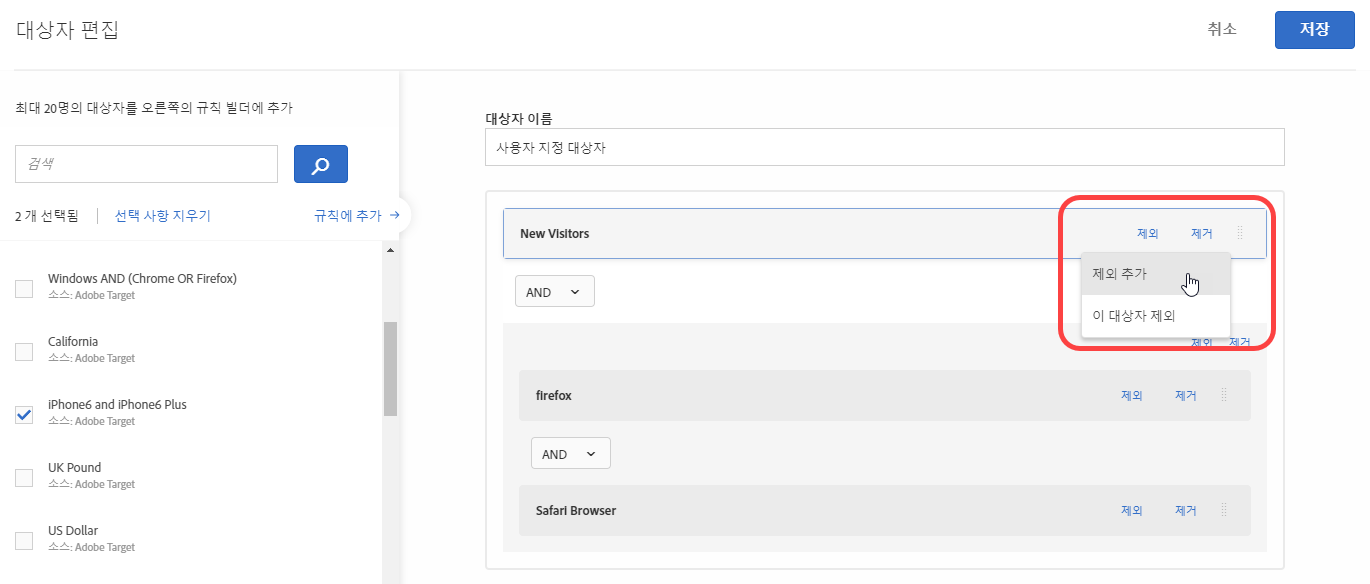 대상자 편집
취소
저장
최대 20명의 대상자를 오른쪽의 규칙 빌더에 추가
검색
2 개 선택됨
선택 사항 지우기
규칙에 추가 →
Windows AND (Chrome OR Firefox)
소스: Adobe Target
California
소스: Adobe Target
iPhone6 and iPhone6 Plus
소스: Adobe Target
UK Pound
소스: Adobe Target
US Dollar
소스: Adobe Target
대상자 이름
사용자 지정 대상자
New Visitors
제외
제거
제외 추가
이 대상자 제외
AND
제외
제거
firefox
제외
제거
AND
Safari Browser
제외
제거